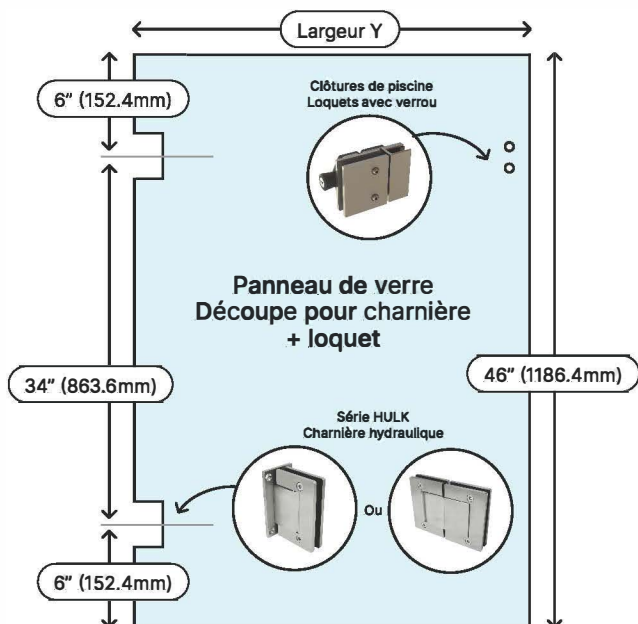 Largeur Y
6" (152.4mm)
Clôtures de piscine
Loquets avec verrou
Panneau de verre
Découpe pour charnière
+ loquet
34" (863.6mm)
46" (1186.4mm)
Série HULK
Charnière hydraulique
Ou
6" (152.4mm)